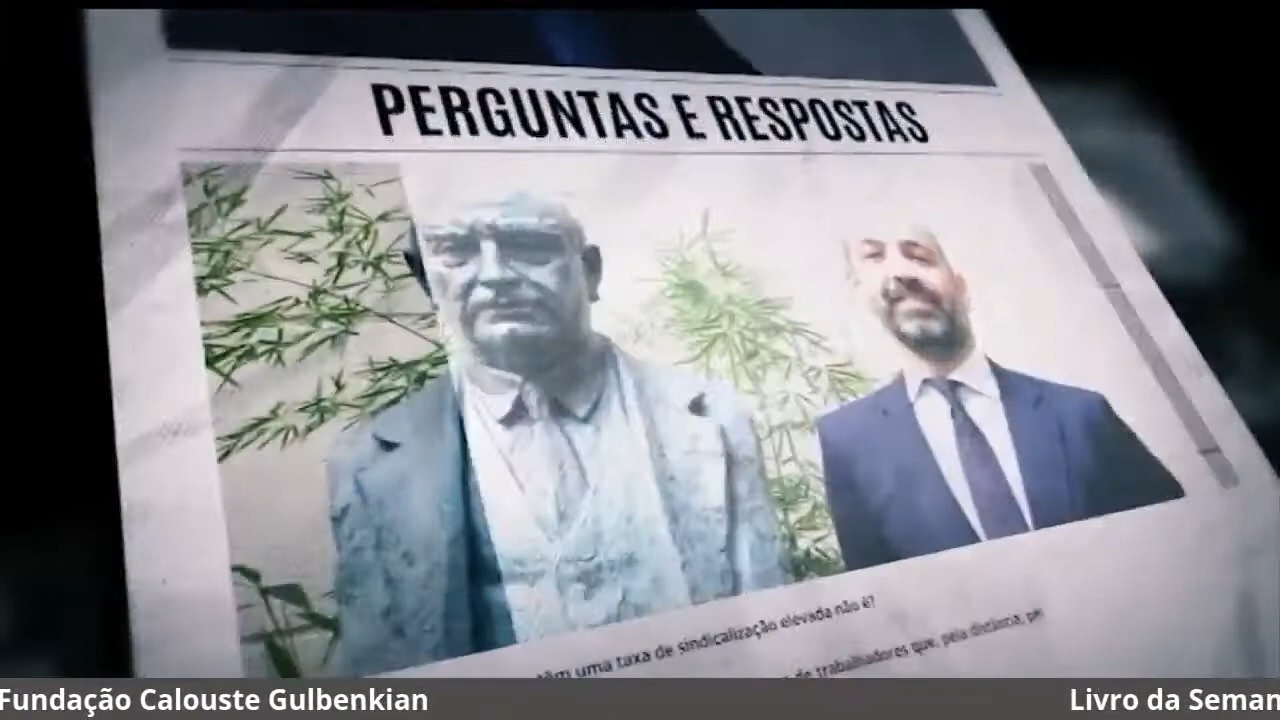 PERGUNTAS E RESPOSTAS
têm uma taxa de sindicalização elevada não é?
de trabalhadores que, pela distância,
Fundação Calouste Gulbenkian
Livro da Seman